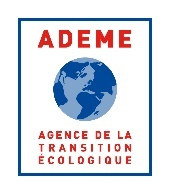 ADEME
AGENCE DE LA
TRANSITION
ÉCOLOGIQUE